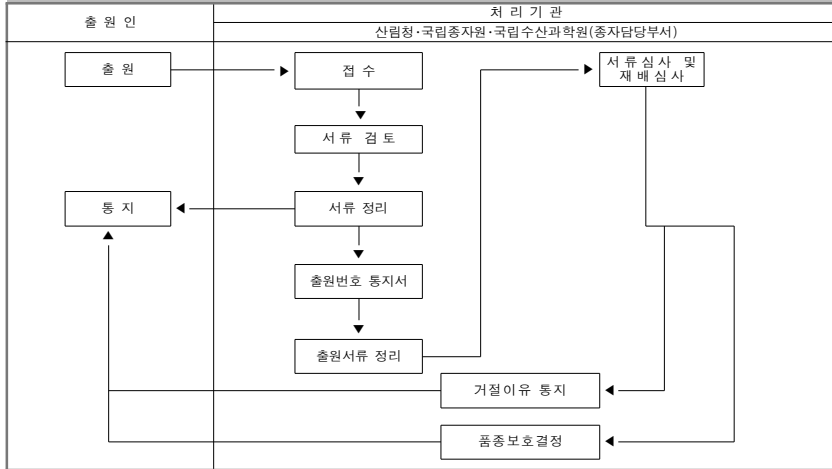 출 원 인
처 리 기 관
산림청·국립종자원·국립수산과학원(종자담당부서)
출 원
접 수
서 류 심 사 및
재 배 심 사
서 류 검 토
통 지
서류 정리
출원번호 통지서
출원서류 정리
거절이유 통지
품종보호결정